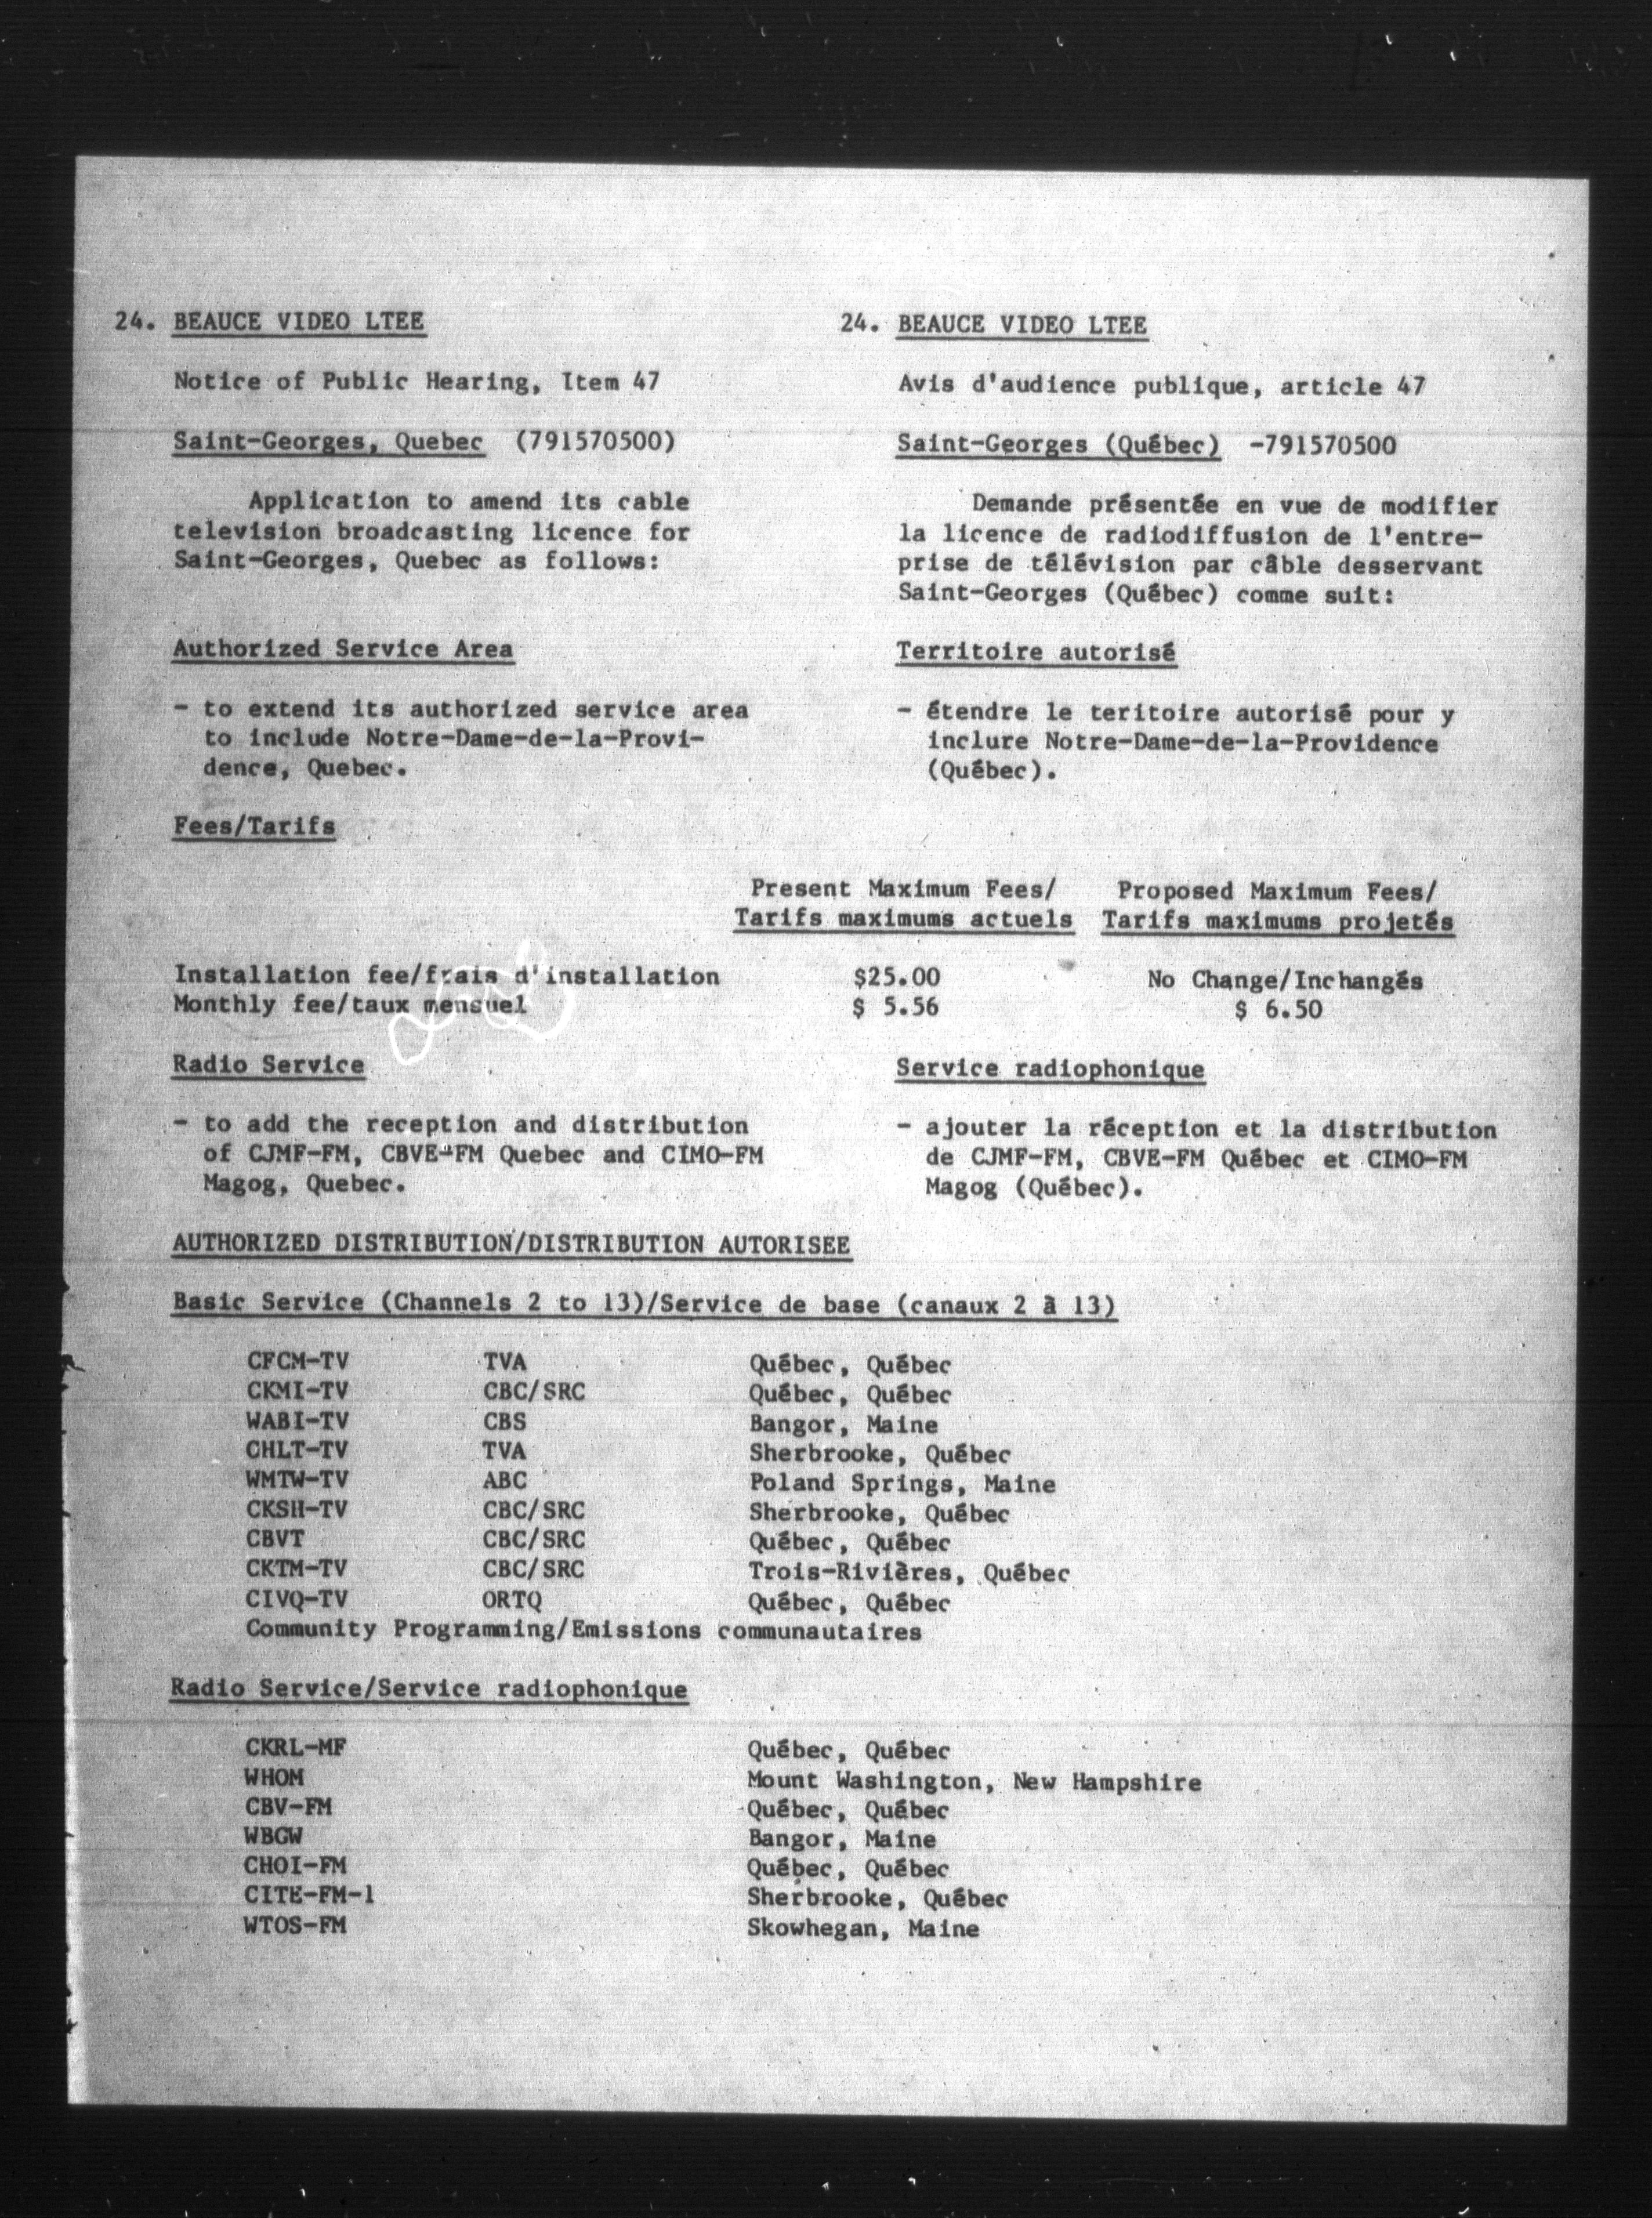 24. BEAUCE VIDEO LTEE
Notice of Public Hearing, Item 47
Saint-Georges, Quebec (791570500)
Application to amend its cable
television broadcasting licence for
Saint-Georges, Quebec as follows:
Authorized Service Area
- to extend its authorized service area
to include Notre-Dame-de-la-Provi-
dence, Quebec.
24. BEAUCE VIDEO LTEE
Avis d'audience publique, article 47
Saint-Georges (Québec) -791570500
Demande présentée en vue de modifier
la licence de radiodiffusion de l'entre-
prise de télévision par câble desservant
Saint-Georges (Québec) comme suit:
Territoire autorisé
- étendre le teritoire autorisé pour y
inclure Notre-Dame-de-la-Providence
(Québec).
Fees/Tarifs
Present Maximum Fees/ Proposed Maximum Fees/
Tarifs maximums actuels Tarifs maximums projetés
Installation fee/frais d'installation $25.00 No Change/Inchangés
Monthly fee/taux mensuel $ 5.56 $ 6.50
Radio Service
- to add the reception and distribution
of CJMF-FM, CBVE-FM Quebec and CIMO-FM
Magog, Quebec.
Service radiophonique
- ajouter la réception et la distribution
de CJMF-FM, CBVE-FM Québec et CIMO-FM
Magog (Québec).
AUTHORIZED DISTRIBUTION/DISTRIBUTION AUTORISEE
Basic Service (Channels 2 to 13)/Service de base (canaux 2 à 13)
CFCM-TV TVA Québec, Québec
CKMI-TV CBC/SRC Québec, Québec
WABI-TV CBS Bangor, Maine
CHLT-TV TVA Sherbrooke, Québec
WMTW-TV ABC Poland Springs, Maine
CKSH-TV CBC/SRC Sherbrooke, Québec
CBVT CBC/SRC Québec, Québec
CKTM-TV CBC/SRC Trois-Rivières, Québec
CIVQ-TV ORTQ Québec, Québec
Community Programming/Emissions communautaires
Radio Service/Service radiophonique
CKRL-MF Québec, Québec
WHOM Mount Washington, New Hampshire
CBV-FM Québec, Québec
WBGW Bangor, Maine
CHOI-FM Québec, Québec
CITE-FM-1 Sherbrooke, Québec
WTOS-FM Skowhegan, Maine